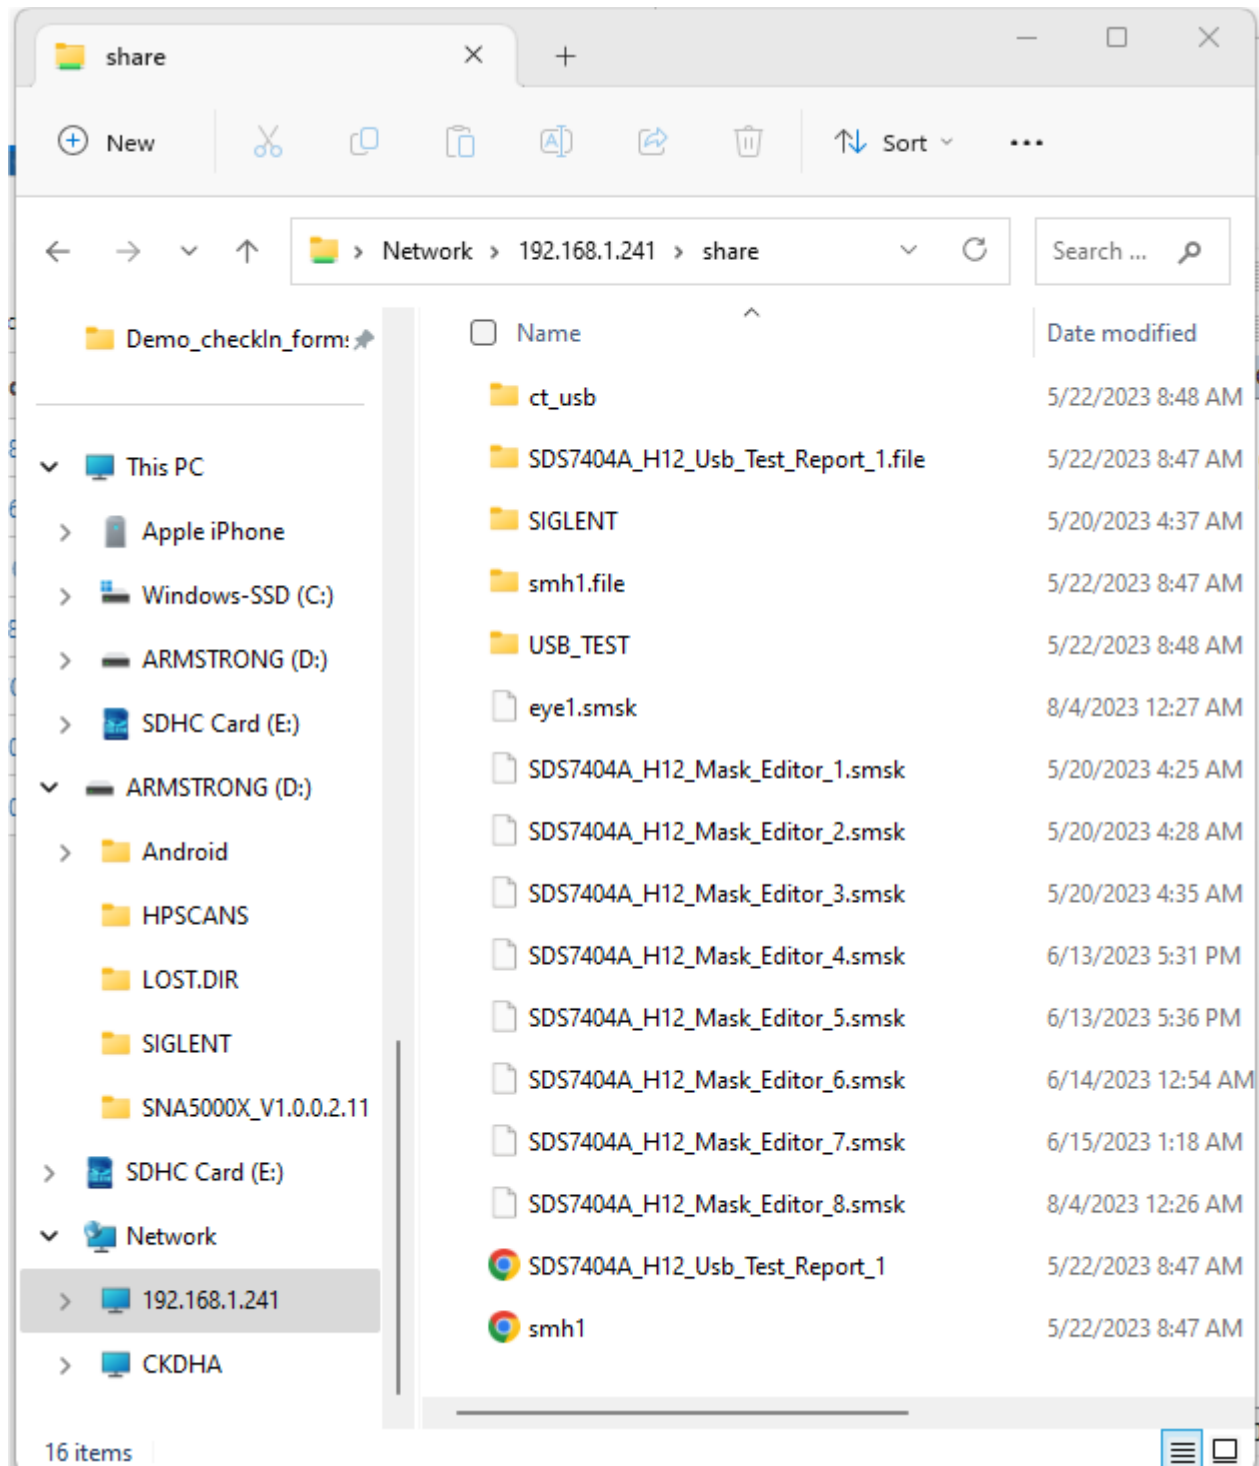 share
New
Sort
Network > 192.168.1.241 > share
Search ...
Demo_checkIn_forms
This PC
Apple iPhone
Windows-SSD (C:)
ARMSTRONG (D:)
SDHC Card (E:)
ARMSTRONG (D:)
Android
HPSCANS
LOST.DIR
SIGLENT
SNA5000X_V1.0.0.2.11
SDHC Card (E:)
Network
192.168.1.241
CKDHA
Name Date modified
ct_usb 5/22/2023 8:48 AM
SDS7404A_H12_Usb_Test_Report_1.file 5/22/2023 8:47 AM
SIGLENT 5/20/2023 4:37 AM
smh1.file 5/22/2023 8:47 AM
USB_TEST 5/22/2023 8:48 AM
eye1.smsk 8/4/2023 12:27 AM
SDS7404A_H12_Mask_Editor_1.smsk 5/20/2023 4:25 AM
SDS7404A_H12_Mask_Editor_2.smsk 5/20/2023 4:28 AM
SDS7404A_H12_Mask_Editor_3.smsk 5/20/2023 4:35 AM
SDS7404A_H12_Mask_Editor_4.smsk 6/13/2023 5:31 PM
SDS7404A_H12_Mask_Editor_5.smsk 6/13/2023 5:36 PM
SDS7404A_H12_Mask_Editor_6.smsk 6/14/2023 12:54 AM
SDS7404A_H12_Mask_Editor_7.smsk 6/15/2023 1:18 AM
SDS7404A_H12_Mask_Editor_8.smsk 8/4/2023 12:26 AM
SDS7404A_H12_Usb_Test_Report_1 5/22/2023 8:47 AM
smh1 5/22/2023 8:47 AM
16 items